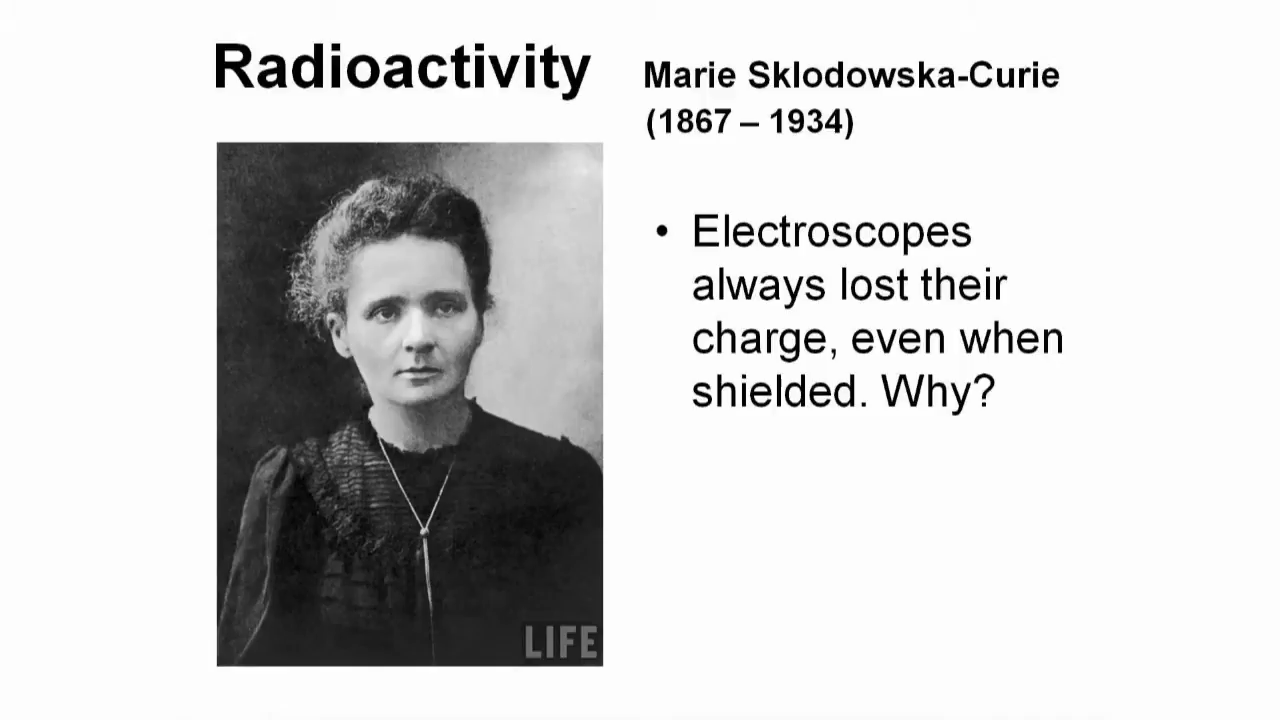 Radioactivity
Marie Sklodowska-Curie
(1867 – 1934)
• Electroscopes
always lost their
charge, even when
shielded. Why?
LIFE